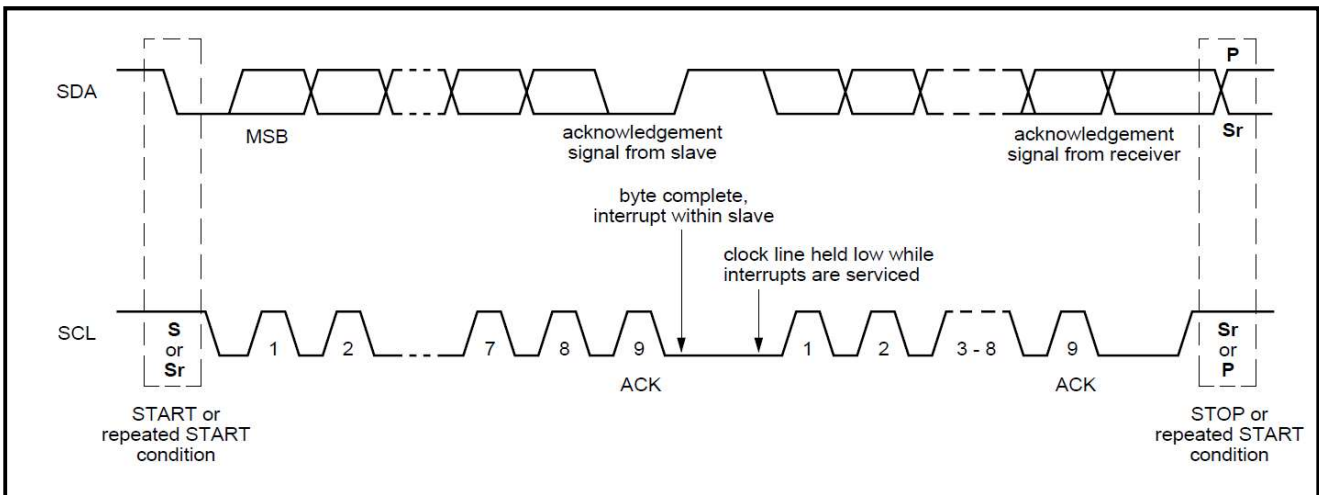 P
SDA
MSB
acknowledgement
signal from slave
acknowledgement
signal from receiver
Sr
byte complete,
interrupt within slave
clock line held low while
interrupts are serviced
SCL
S
or
Sr
1 2 7 8 9 1 2 3 - 8 9
Sr
or
P
ACK ACK
START or
repeated START
condition
STOP or
repeated START
condition